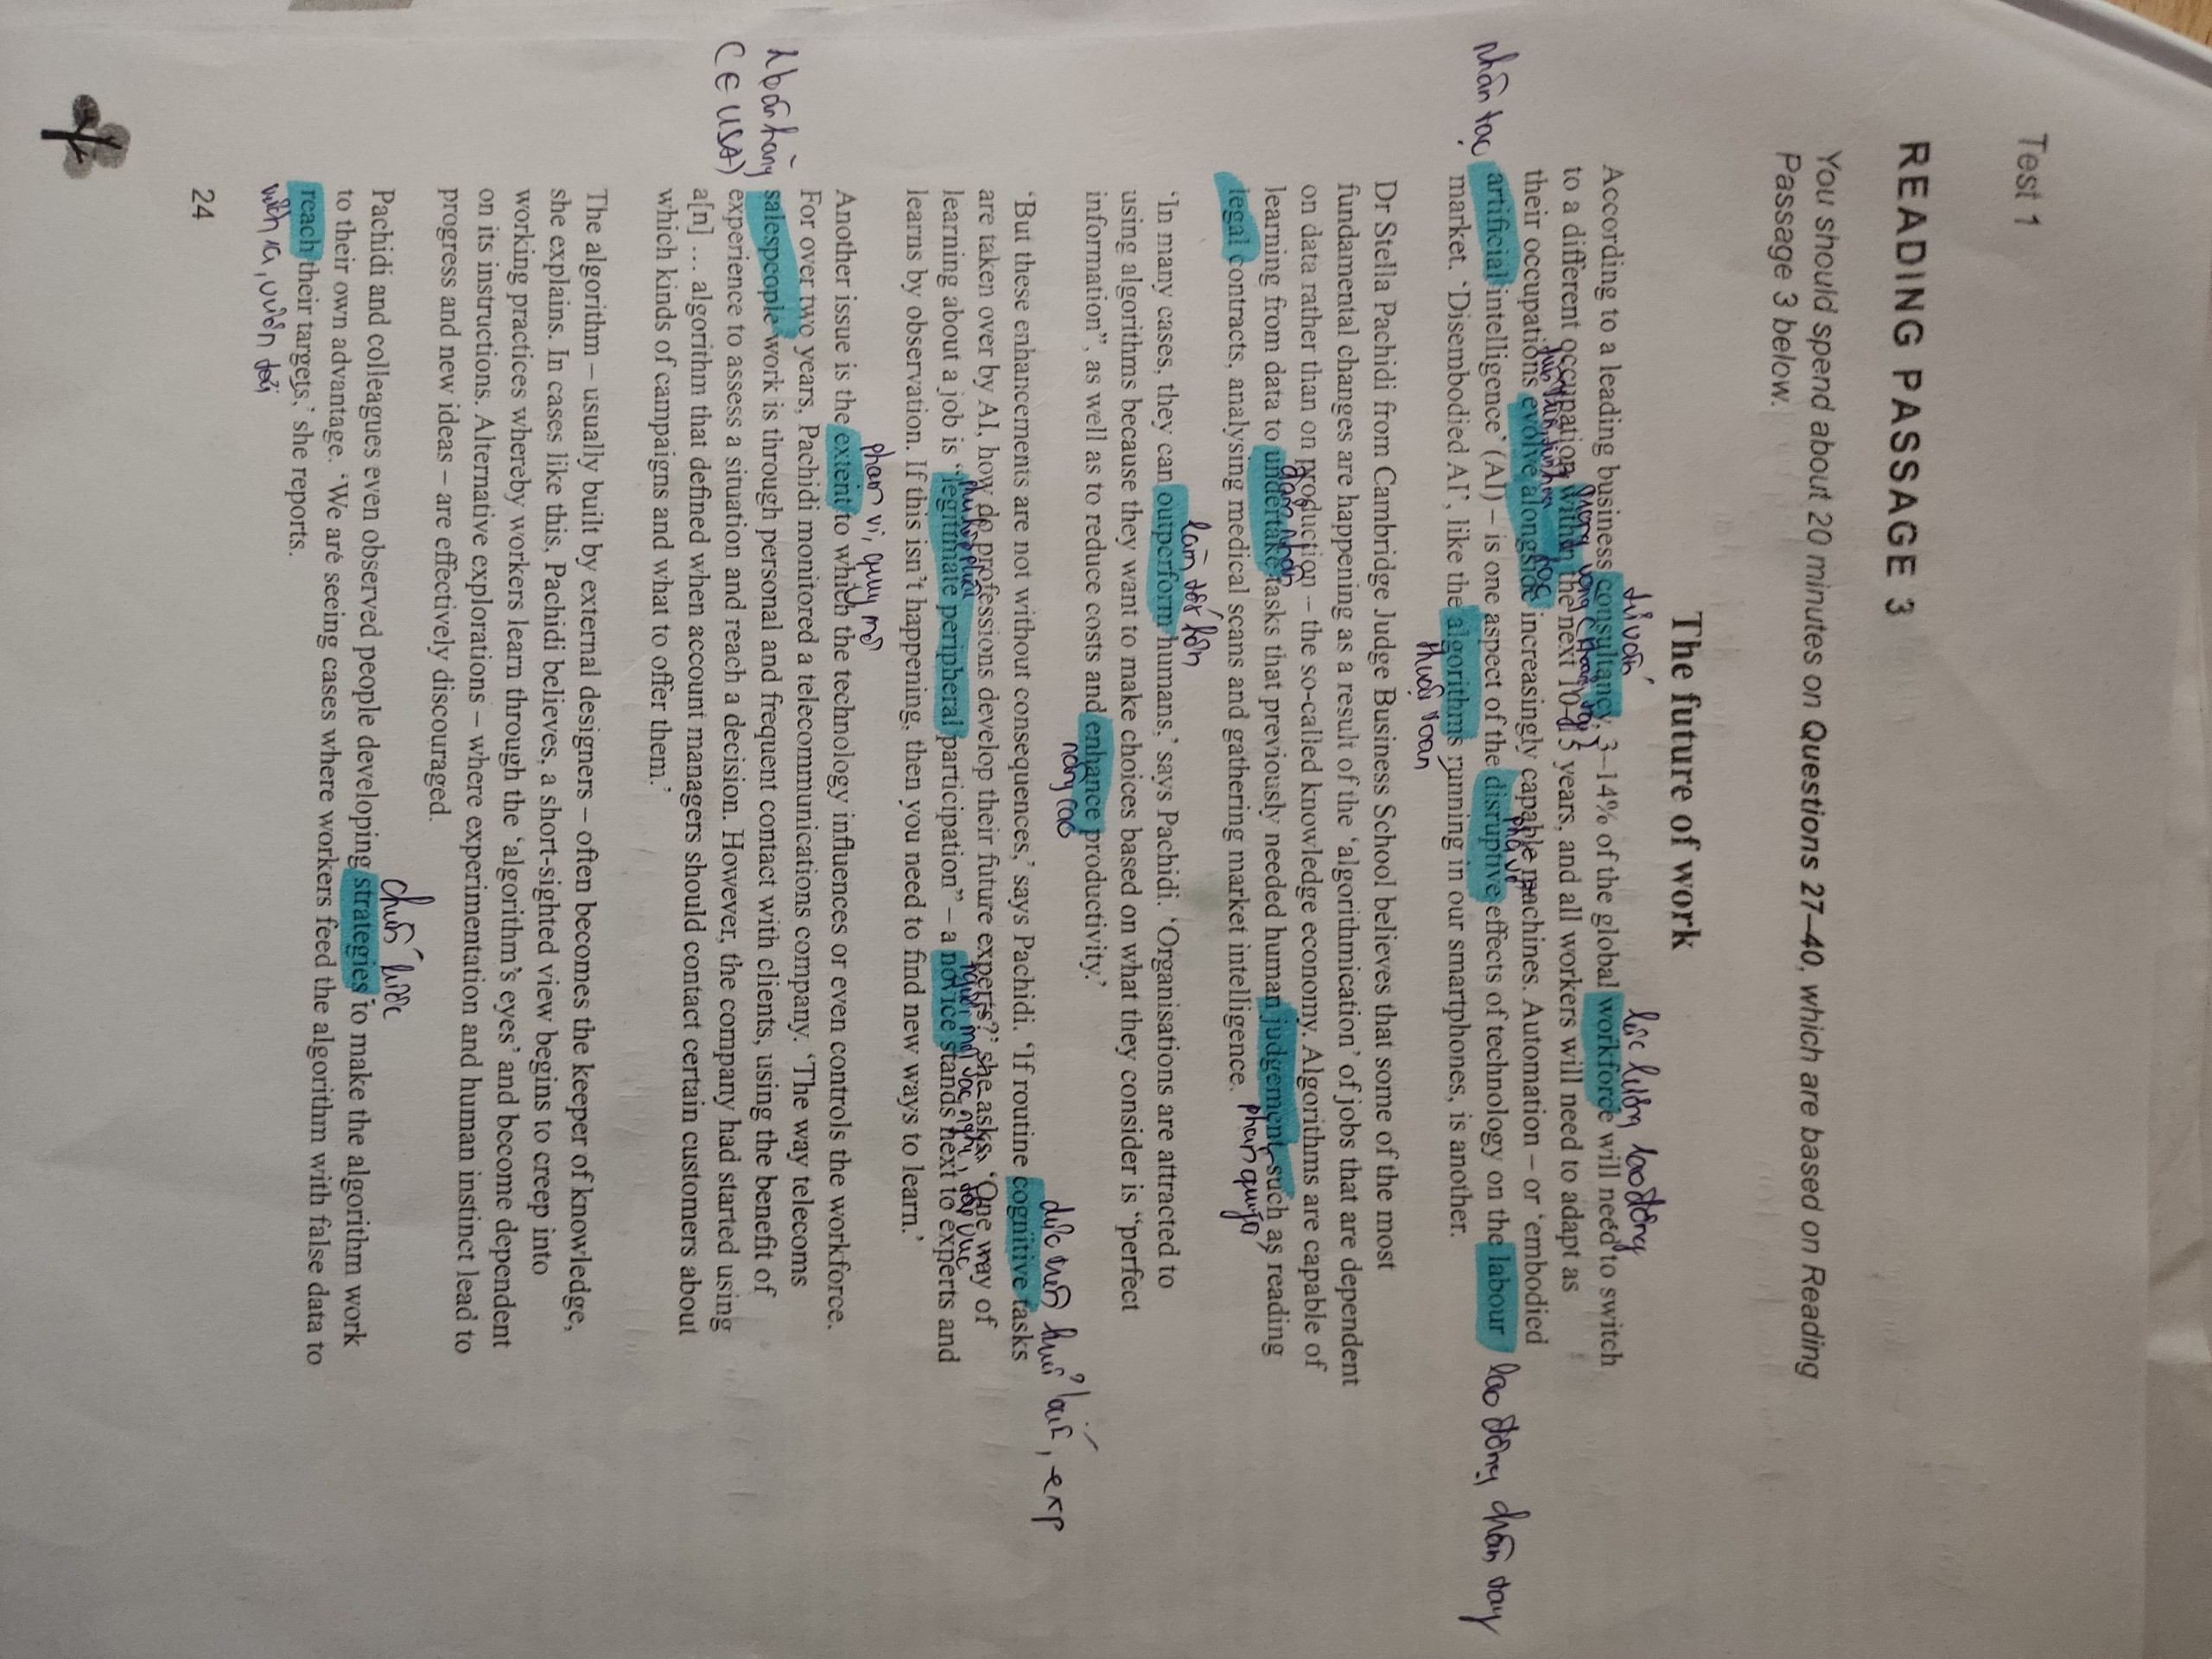 Test 1
READING PASSAGE 3
You should spend about 20 minutes on Questions 27–40, which are based on Reading
Passage 3 below.
The future of work
tư vấn
lực lượng lao động
According to a leading business consultancy, 3–14% of the global workforce will need to switch
to a different occupation within the next 10–15 years, and all workers will need to adapt as
their occupations evolve alongside increasingly capable machines. Automation – or ‘embodied
nhân tạo
artificial intelligence’ (AI) – is one aspect of the disruptive effects of technology on the labour
lao động chân tay
market. ‘Disembodied AI’, like the algorithms running in our smartphones, is another.
thuật toán
Dr Stella Pachidi from Cambridge Judge Business School believes that some of the most
fundamental changes are happening as a result of the ‘algorithmication’ of jobs that are dependent
on data rather than on production – the so-called knowledge economy. Algorithms are capable of
đảm nhận
learning from data to undertake tasks that previously needed human judgement, such as reading
legal contracts, analysing medical scans and gathering market intelligence.
phán quyết
làm tốt hơn
‘In many cases, they can outperform humans,’ says Pachidi. ‘Organisations are attracted to
using algorithms because they want to make choices based on what they consider is “perfect
information”, as well as to reduce costs and enhance productivity.’
nâng cao
‘But these enhancements are not without consequences,’ says Pachidi. ‘If routine cognitive tasks
are taken over by AI, how do professions develop their future experts?’ she asks. ‘One way of
learning about a job is “legitimate peripheral participation” – a novice stands next to experts and
learns by observation. If this isn’t happening, then you need to find new ways to learn.’
phạm vi, quy mô
Another issue is the extent to which the technology influences or even controls the workforce.
For over two years, Pachidi monitored a telecommunications company. ‘The way telecoms
salespeople work is through personal and frequent contact with clients, using the benefit of
(Ở USA)
experience to assess a situation and reach a decision. However, the company had started using
a[n] … algorithm that defined when account managers should contact certain customers about
which kinds of campaigns and what to offer them.’
The algorithm – usually built by external designers – often becomes the keeper of knowledge,
she explains. In cases like this, Pachidi believes, a short-sighted view begins to creep into
working practices whereby workers learn through the ‘algorithm’s eyes’ and become dependent
on its instructions. Alternative explorations – where experimentation and human instinct lead to
progress and new ideas – are effectively discouraged.
chiến lược
Pachidi and colleagues even observed people developing strategies to make the algorithm work
to their own advantage. ‘We are seeing cases where workers feed the algorithm with false data to
reach their targets,’ she reports.
24